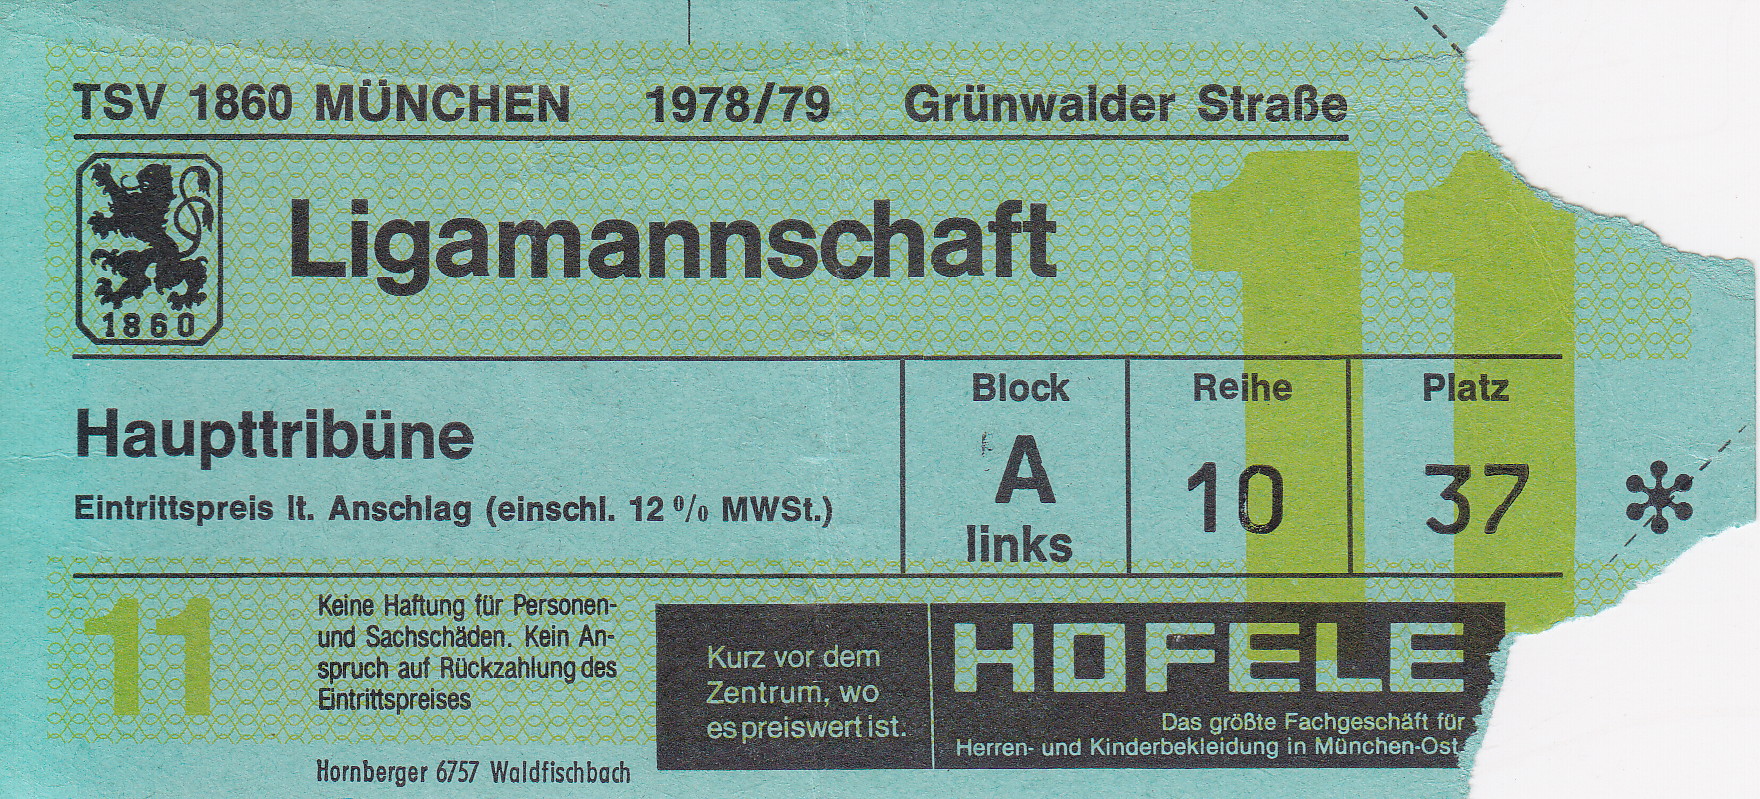 TSV 1860 MÜNCHEN 1978/79 Grünwalder Straße
1860
Ligamannschaft
11
Haupttribüne
Eintrittspreis lt. Anschlag (einschl. 12 % MWSt.)
Block
A
links
Reihe
10
Platz
37
11
Keine Haftung für Personen-
und Sachschäden. Kein An-
spruch auf Rückzahlung des
Eintrittspreises
Hornberger 6757 Waldfischbach
Kurz vor dem
Zentrum, wo
es preiswert ist.
HOFELE
Das größte Fachgeschäft für
Herren- und Kinderbekleidung in München-Ost